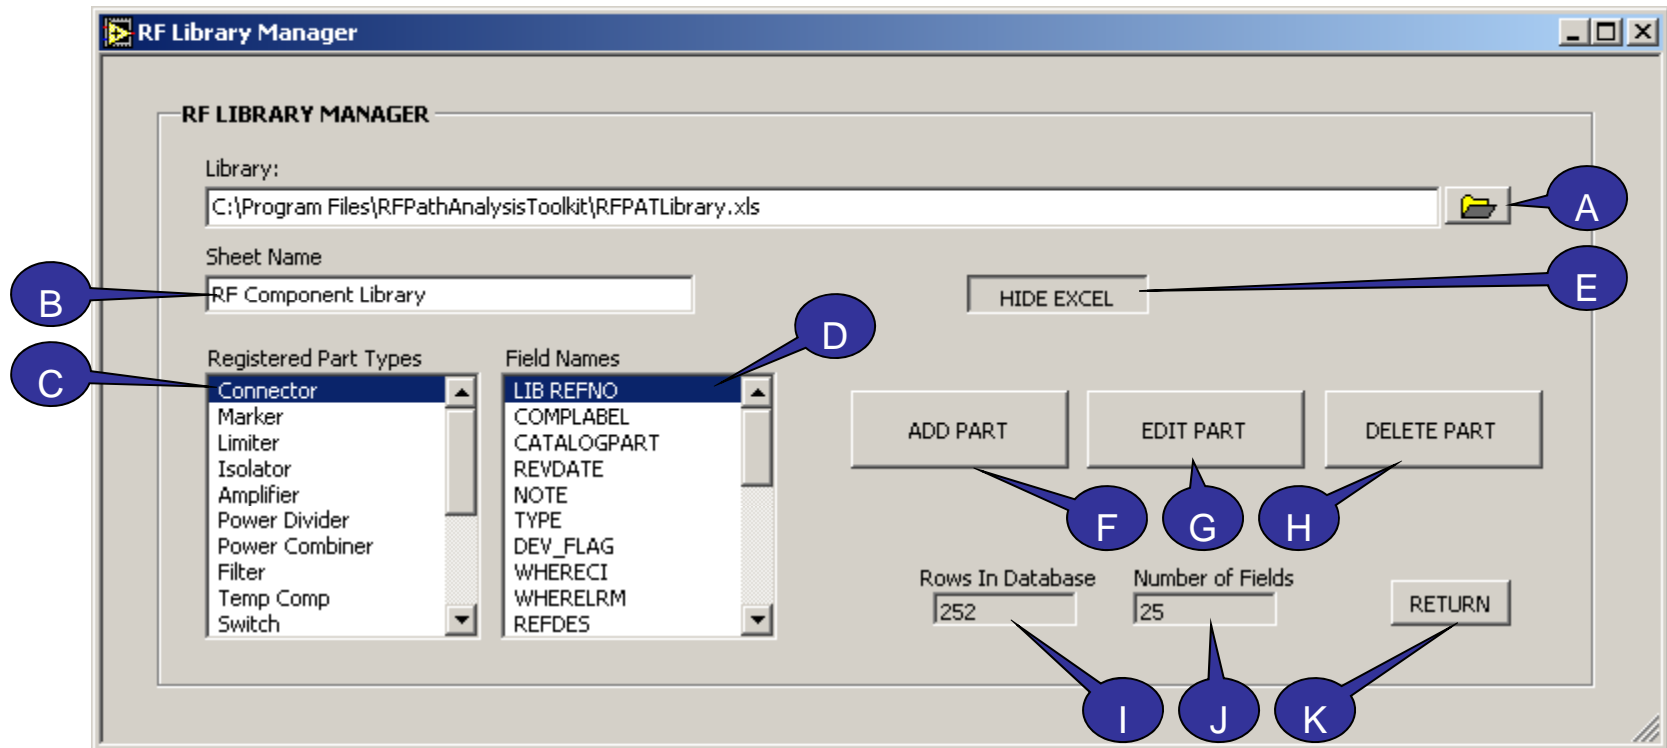 RF Library Manager
RF LIBRARY MANAGER
Library:
C:\Program Files\RFPathAnalysisToolkit\RFPATLibrary.xls
A
Sheet Name
B
RF Component Library
HIDE EXCEL
E
C
Registered Part Types
Connector
Marker
Limiter
Isolator
Amplifier
Power Divider
Power Combiner
Filter
Temp Comp
Switch
D
Field Names
LIB REFNO
COMPLABEL
CATALOGPART
REVDATE
NOTE
TYPE
DEV_FLAG
WHERECI
WHERELRM
REFDES
ADD PART
EDIT PART
DELETE PART
F
G
H
Rows In Database
252
Number of Fields
25
RETURN
I
J
K